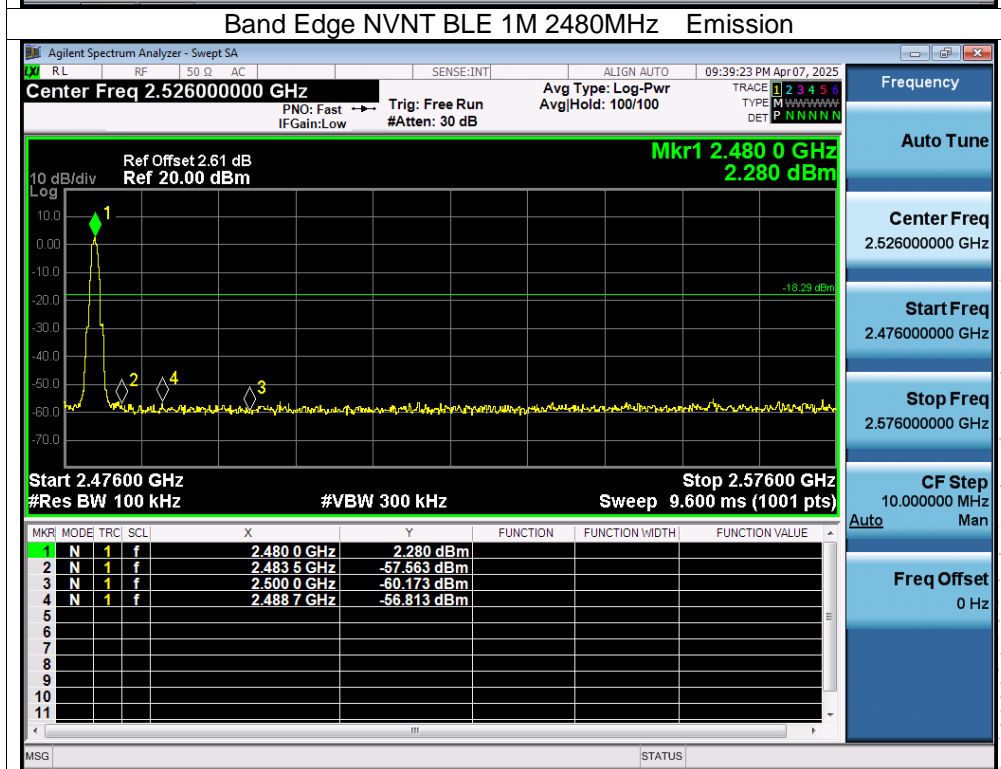 Band Edge NVNT BLE 1M 2480MHz Emission
Agilent Spectrum Analyzer - Swept SA
LXI RL RF 50 Ω AC SENSE:INT ALIGN AUTO 09:39:23 PM Apr 07, 2025
Center Freq 2.526000000 GHz
PNO: Fast
IFGain:Low
Trig: Free Run
#Atten: 30 dB
Avg Type: Log-Pwr
Avg|Hold: 100/100
TRACE 1 2 3 4 5 6
TYPE M WWWWW
DET P N N N N N
Mkr1 2.480 0 GHz
2.280 dBm
Ref Offset 2.61 dB
10 dB/div Ref 20.00 dBm
Log
10.0
0.00
-10.0
-20.0
-30.0
-40.0
-50.0
-60.0
-70.0
1
2
4
3
-18.29 dBm
Start 2.47600 GHz Stop 2.57600 GHz
#Res BW 100 kHz #VBW 300 kHz Sweep 9.600 ms (1001 pts)
MKR MODE TRC SCL X Y FUNCTION FUNCTION WIDTH FUNCTION VALUE
1 N 1 f 2.480 0 GHz 2.280 dBm
2 N 1 f 2.483 5 GHz -57.563 dBm
3 N 1 f 2.500 0 GHz -60.173 dBm
4 N 1 f 2.488 7 GHz -56.813 dBm
5
6
7
8
9
10
11
MSG STATUS
Frequency
Auto Tune
Center Freq
2.526000000 GHz
Start Freq
2.476000000 GHz
Stop Freq
2.576000000 GHz
CF Step
10.000000 MHz
Auto Man
Freq Offset
0 Hz